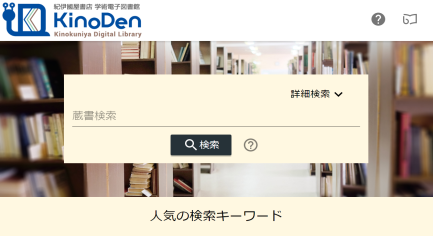 紀伊國屋書店 学術電子図書館
KinoDen
Kinokuniya Digital Library
詳細検索
蔵書検索
検索
人気の検索キーワード